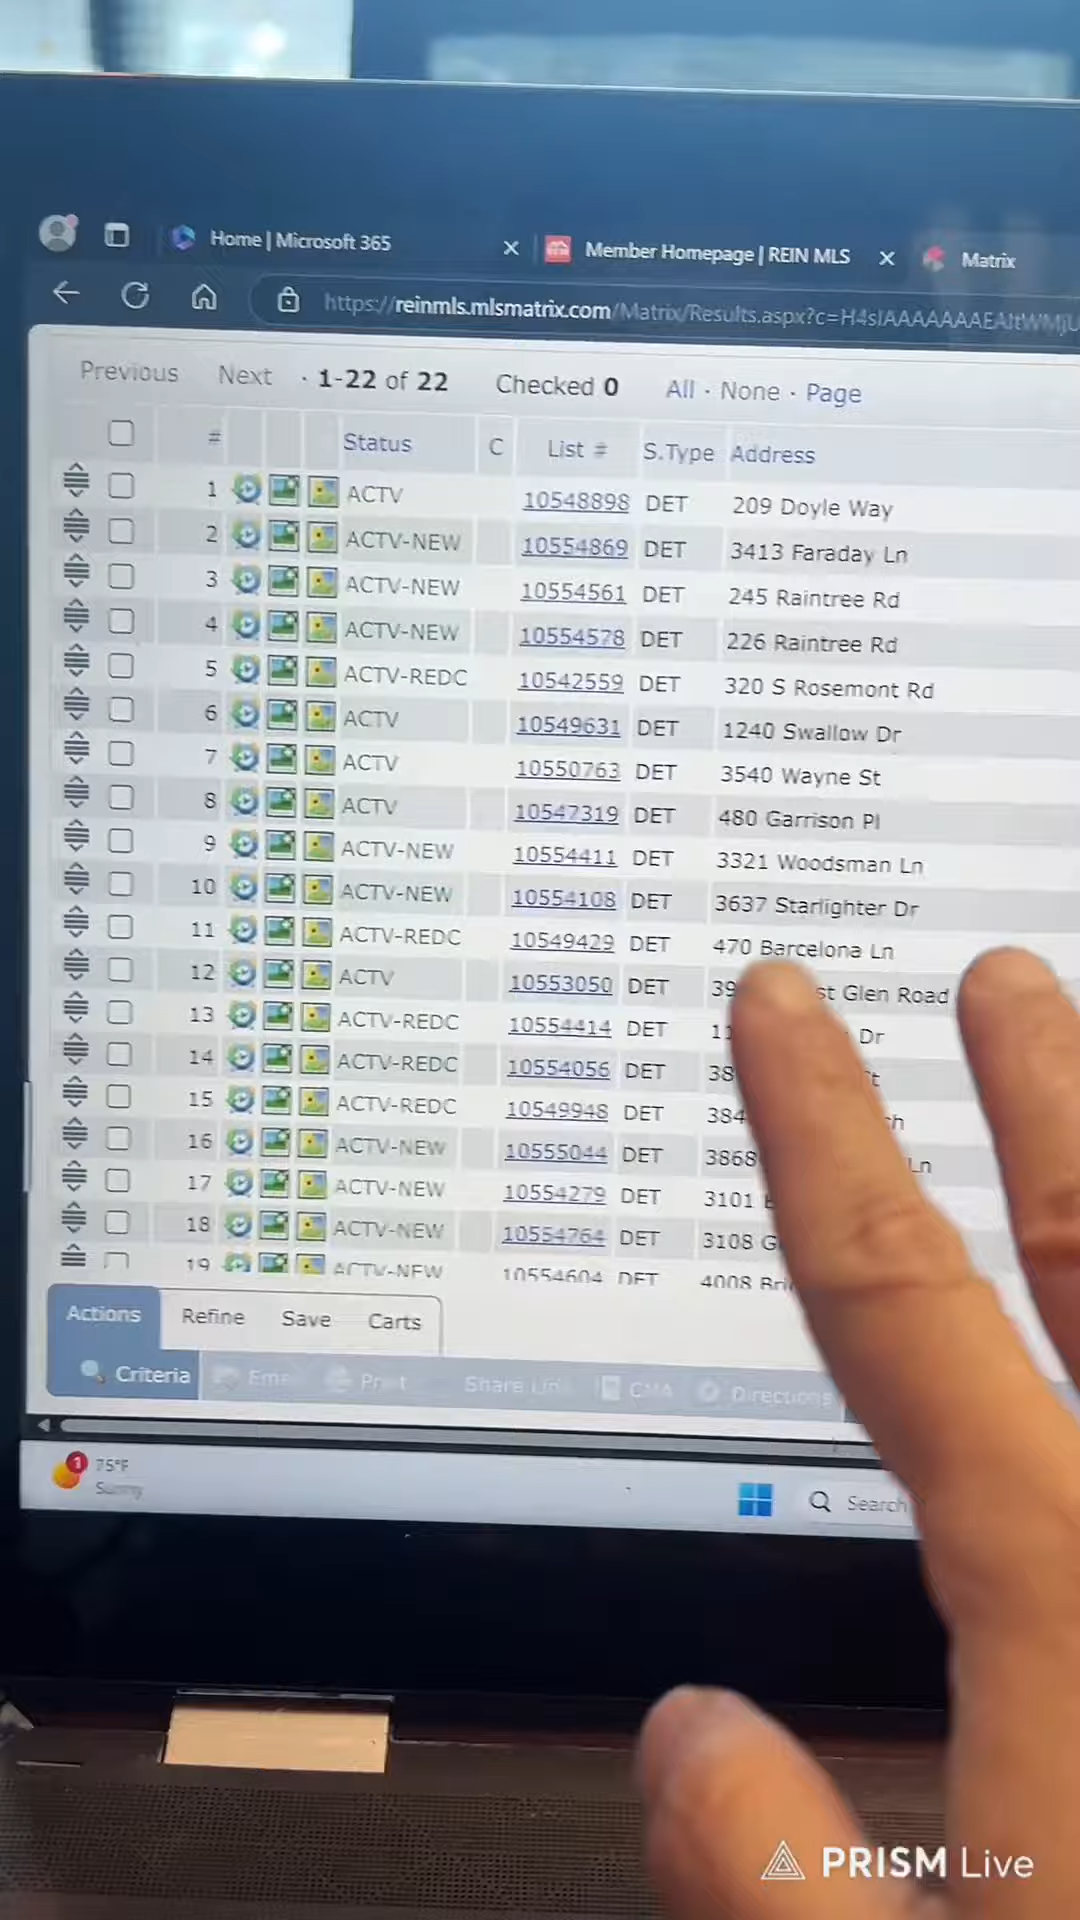 Home | Microsoft 365
Member Homepage | REIN MLS
Matrix
https://reinmls.mlsmatrix.com/Matrix/Results.aspx?c=
Previous Next · 1-22 of 22 Checked 0 All · None · Page
# Status C List # S.Type Address
1 ACTV 10548898 DET 209 Doyle Way
2 ACTV-NEW 10554869 DET 3413 Faraday Ln
3 ACTV-NEW 10554561 DET 245 Raintree Rd
4 ACTV-NEW 10554578 DET 226 Raintree Rd
5 ACTV-REDC 10542559 DET 320 S Rosemont Rd
6 ACTV 10549631 DET 1240 Swallow Dr
7 ACTV 10550763 DET 3540 Wayne St
8 ACTV 10547319 DET 480 Garrison Pl
9 ACTV-NEW 10554411 DET 3321 Woodsman Ln
10 ACTV-NEW 10554108 DET 3637 Starlighter Dr
11 ACTV-REDC 10549429 DET 470 Barcelona Ln
12 ACTV 10553050 DET Glen Road
13 ACTV-REDC 10554414 DET Dr
14 ACTV-REDC 10554056 DET
15 ACTV-REDC 10549948 DET
16 ACTV-NEW 10555044 DET 3868 Ln
17 ACTV-NEW 10554279 DET 3101
18 ACTV-NEW 10554764 DET 3108
19 ACTV-NEW 10554604 DET 4008
Actions Refine Save Carts
Criteria Print CMA Directions
1
75°F
Sunny
Search
PRISM Live